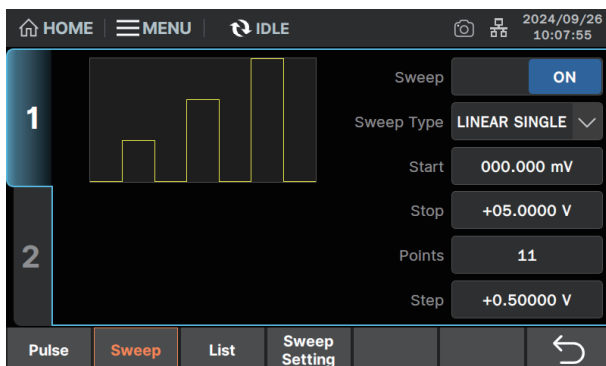 HOME
MENU
IDLE
2024/09/26
10:07:55
1
2
Sweep
ON
Sweep Type
LINEAR SINGLE
Start
000.000 mV
Stop
+05.0000 V
Points
11
Step
+0.50000 V
Pulse
Sweep
List
Sweep
Setting